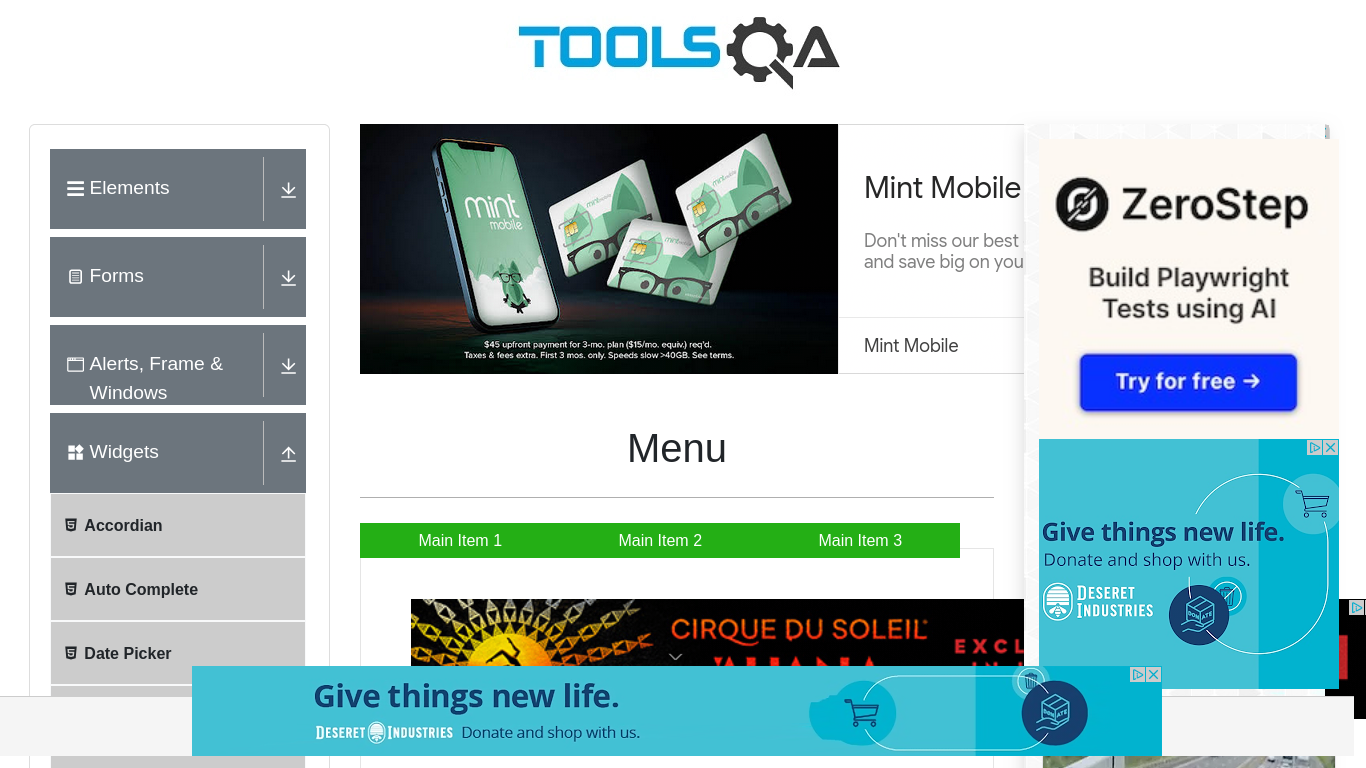 TOOLSQA
Elements
Forms
Alerts, Frame &
Windows
Widgets
Accordian
Auto Complete
Date Picker
mint
mobile
$45 upfront payment for 3-mo. plan ($15/mo. equiv.) req'd.
Taxes & fees extra. First 3 mos. only. Speeds slow >40GB. See terms.
Mint Mobile
Don't miss our best
and save big on you
Mint Mobile
Menu
Main Item 1
Main Item 2
Main Item 3
CIRQUE DU SOLEIL
ZeroStep
Build Playwright
Tests using AI
Try for free →
Give things new life.
Donate and shop with us.
DESERET
INDUSTRIES
DONATE
Give things new life.
DESERET INDUSTRIES
Donate and shop with us.
DONATE